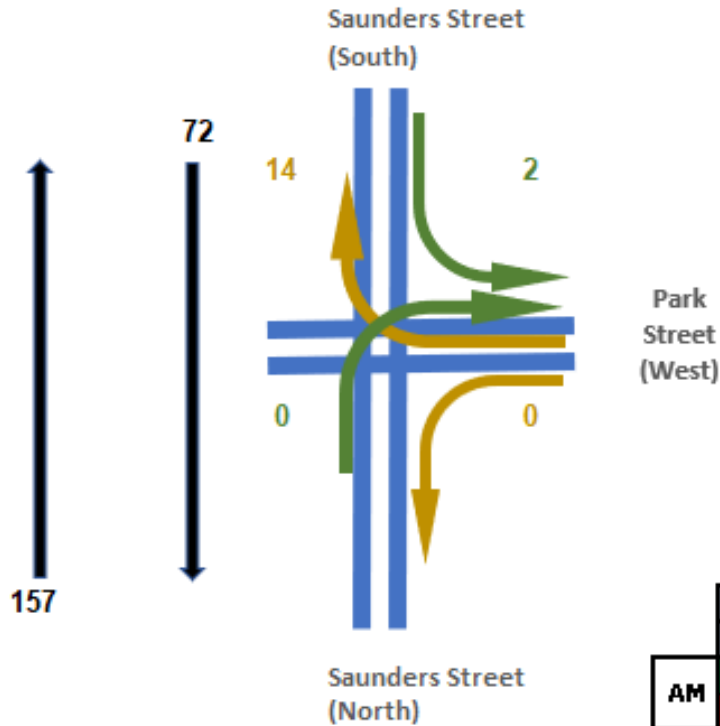 Saunders Street
(South)
72
14
2
Park
Street
(West)
0
0
157
Saunders Street
(North)
AM